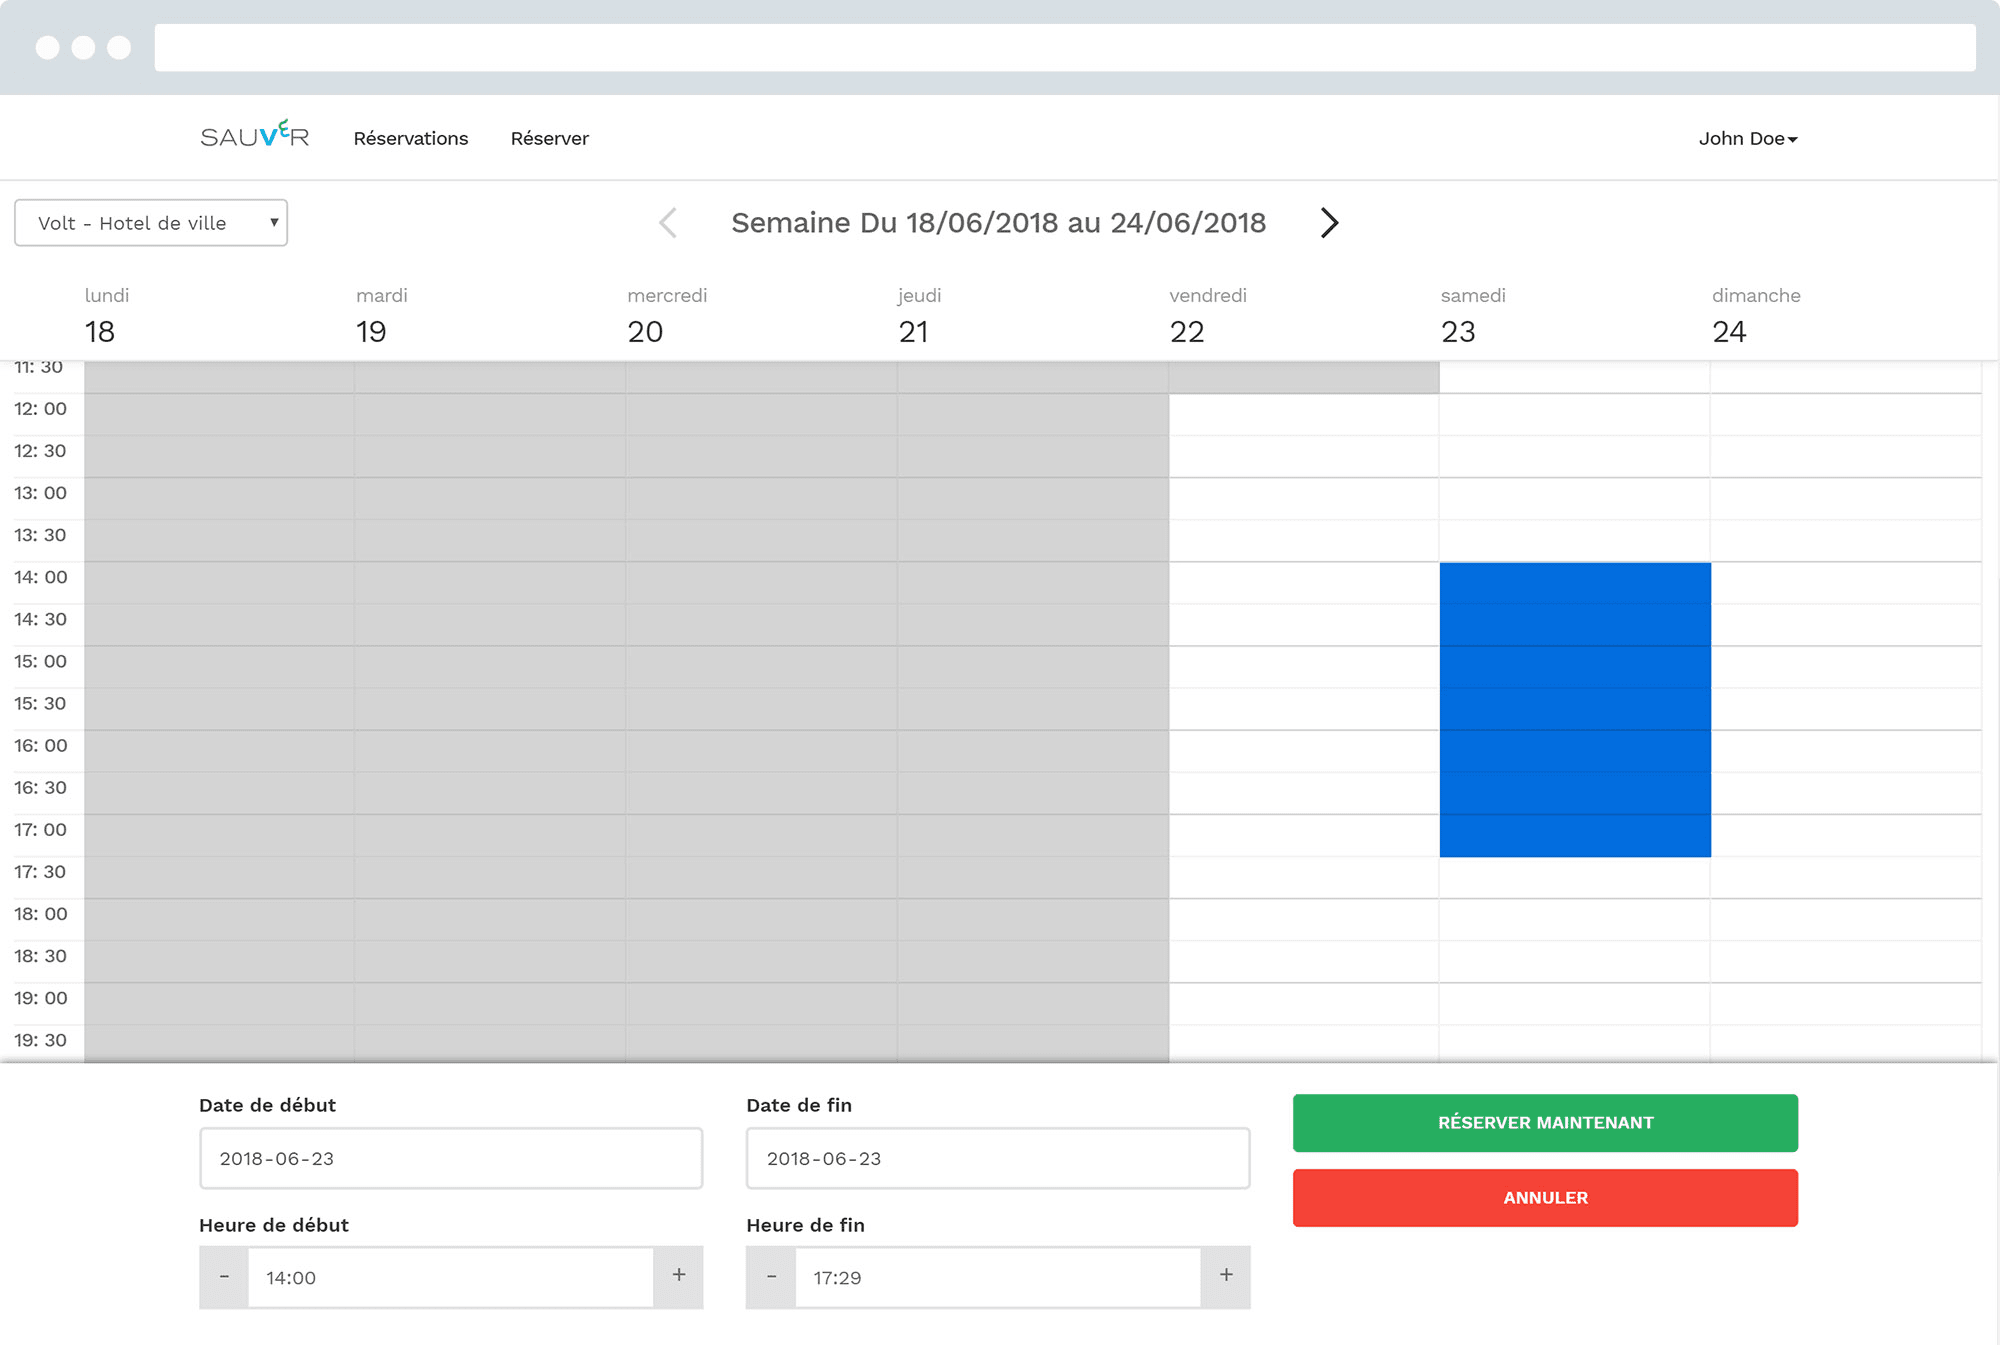 SAUVER Réservations Réserver John Doe
Volt - Hotel de ville Semaine Du 18/06/2018 au 24/06/2018
lundi mardi mercredi jeudi vendredi samedi dimanche
18 19 20 21 22 23 24
11: 30
12: 00
12: 30
13: 00
13: 30
14: 00
14: 30
15: 00
15: 30
16: 00
16: 30
17: 00
17: 30
18: 00
18: 30
19: 00
19: 30
Date de début Date de fin
RÉSERVER MAINTENANT
2018-06-23 2018-06-23
ANNULER
Heure de début Heure de fin
- 14:00 + - 17:29 +